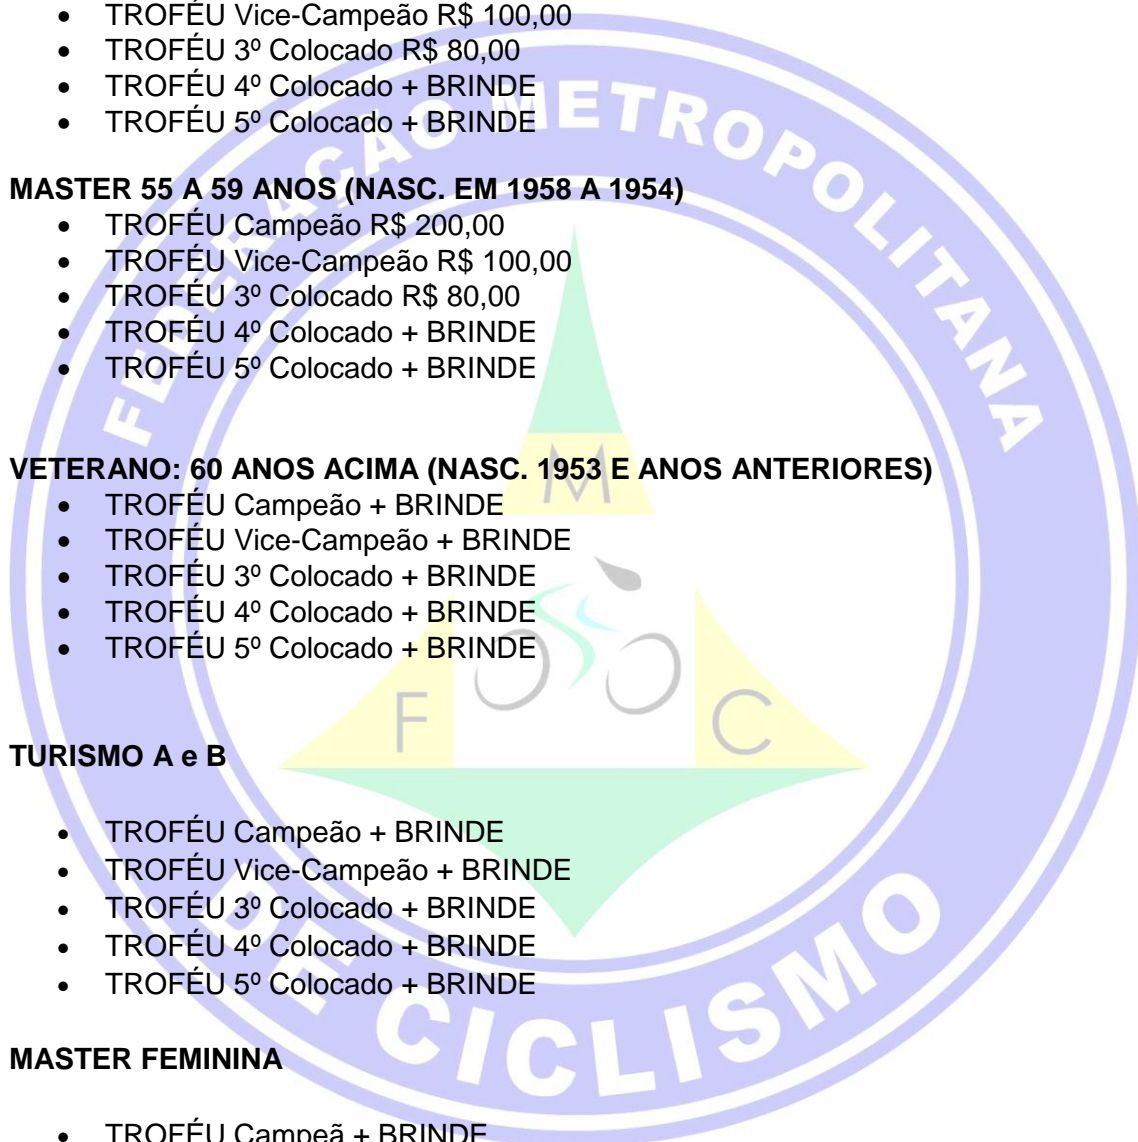 • TROFÉU Vice-Campeão R$ 100,00
• TROFÉU 3º Colocado R$ 80,00
• TROFÉU 4º Colocado + BRINDE
• TROFÉU 5º Colocado + BRINDE
MASTER 55 A 59 ANOS (NASC. EM 1958 A 1954)
• TROFÉU Campeão R$ 200,00
• TROFÉU Vice-Campeão R$ 100,00
• TROFÉU 3º Colocado R$ 80,00
• TROFÉU 4º Colocado + BRINDE
• TROFÉU 5º Colocado + BRINDE
VETERANO: 60 ANOS ACIMA (NASC. 1953 E ANOS ANTERIORES)
• TROFÉU Campeão + BRINDE
• TROFÉU Vice-Campeão + BRINDE
• TROFÉU 3º Colocado + BRINDE
• TROFÉU 4º Colocado + BRINDE
• TROFÉU 5º Colocado + BRINDE
TURISMO A e B
• TROFÉU Campeão + BRINDE
• TROFÉU Vice-Campeão + BRINDE
• TROFÉU 3º Colocado + BRINDE
• TROFÉU 4º Colocado + BRINDE
• TROFÉU 5º Colocado + BRINDE
MASTER FEMININA
• TROFÉU Campeã + BRINDE
FEDERAÇÃO METROPOLITANA
DE CICLISMO
M
F C